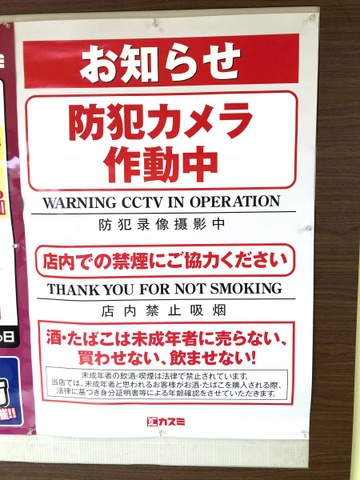 お知らせ
防犯カメラ
作動中
WARNING CCTV IN OPERATION
防犯录像摄影中
店内での禁煙にご協力ください
THANK YOU FOR NOT SMOKING
店内禁止吸烟
酒・たばこは未成年者に売らない、
買わせない、飲ませない!
未成年者の飲酒・喫煙は法律で禁止されています。
当店では、未成年者と思われるお客様がお酒・たばこを購入される際、
法律に基づき身分証明書等による年齢確認をさせていただきます。
カスミ
日